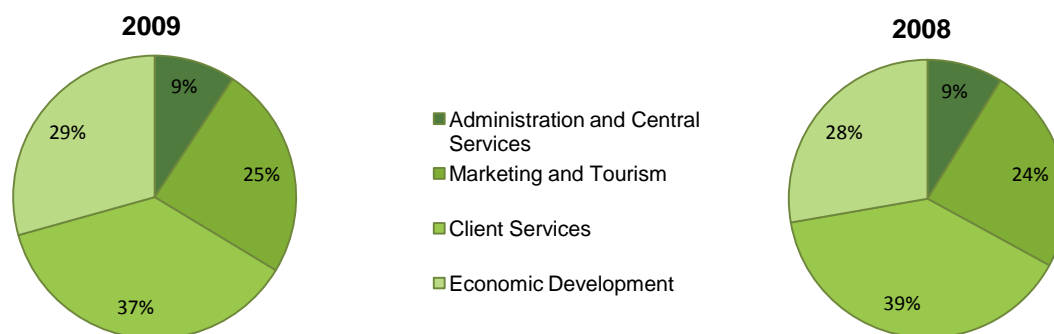 2009
9%
25%
37%
29%
Administration and Central
Services
Marketing and Tourism
Client Services
Economic Development
2008
9%
24%
39%
28%